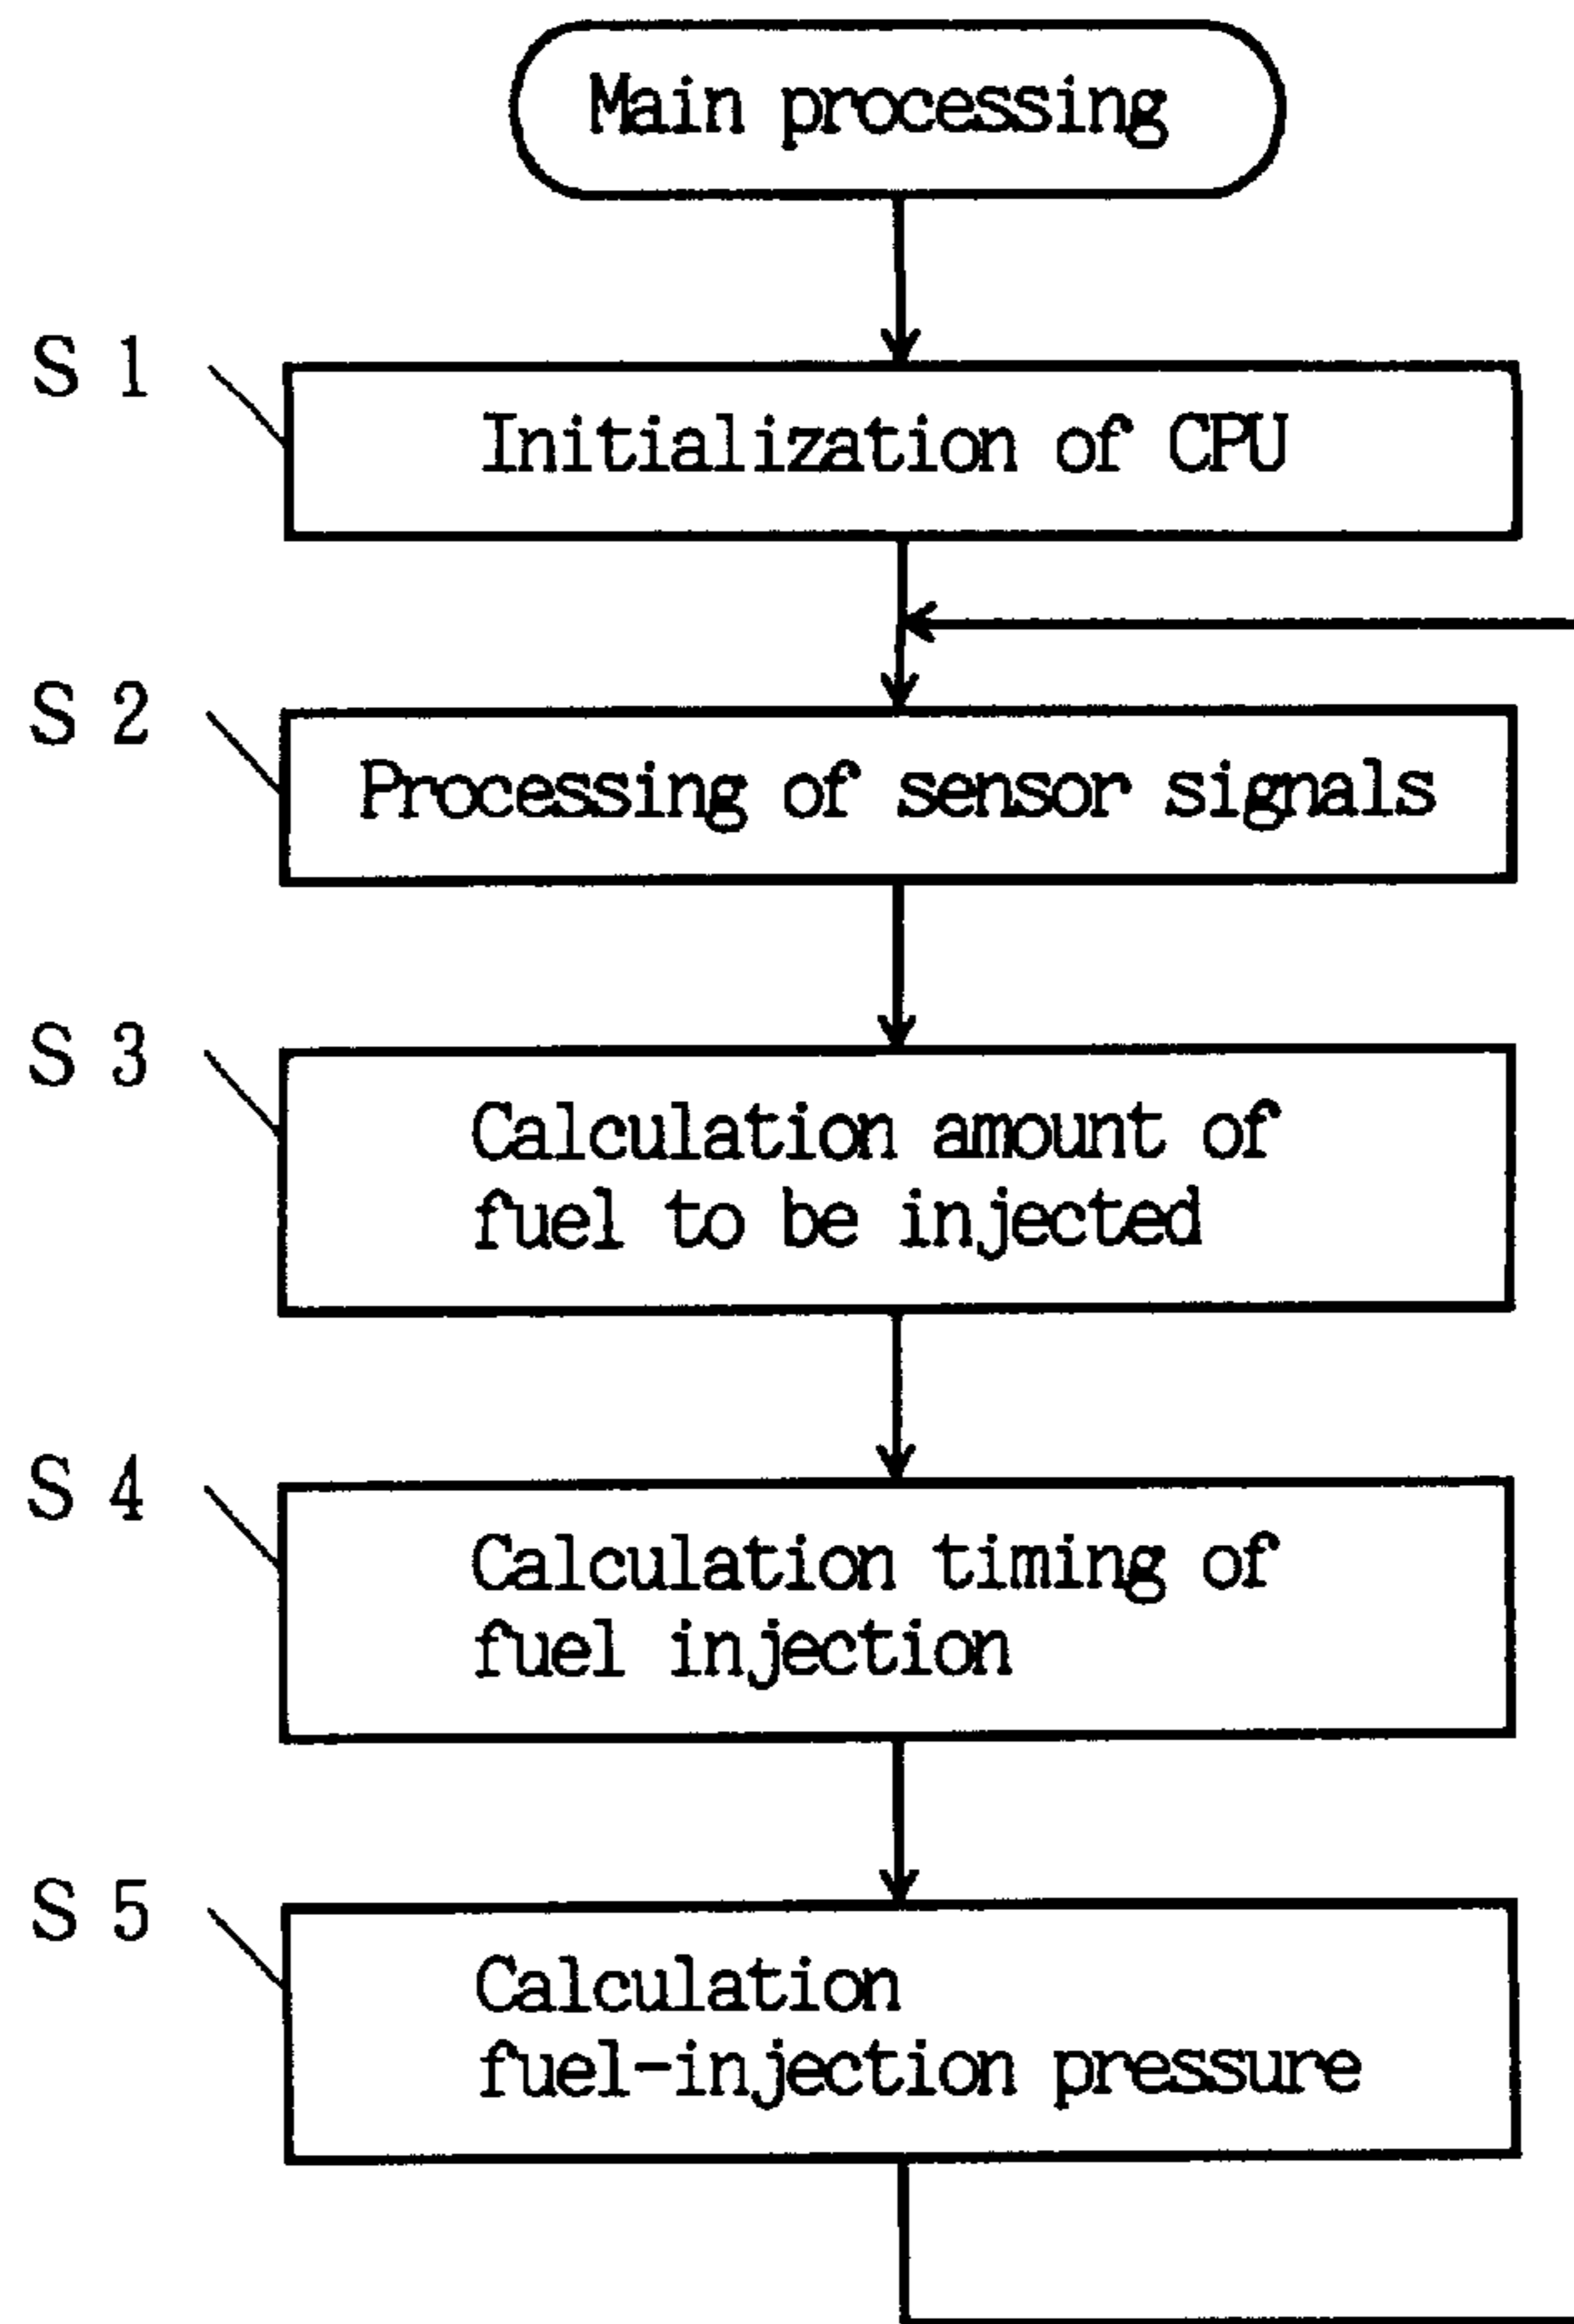 Main processing
S 1
Initialization of CPU
S 2
Processing of sensor signals
S 3
Calculation amount of
fuel to be injected
S 4
Calculation timing of
fuel injection
S 5
Calculation
fuel-injection pressure